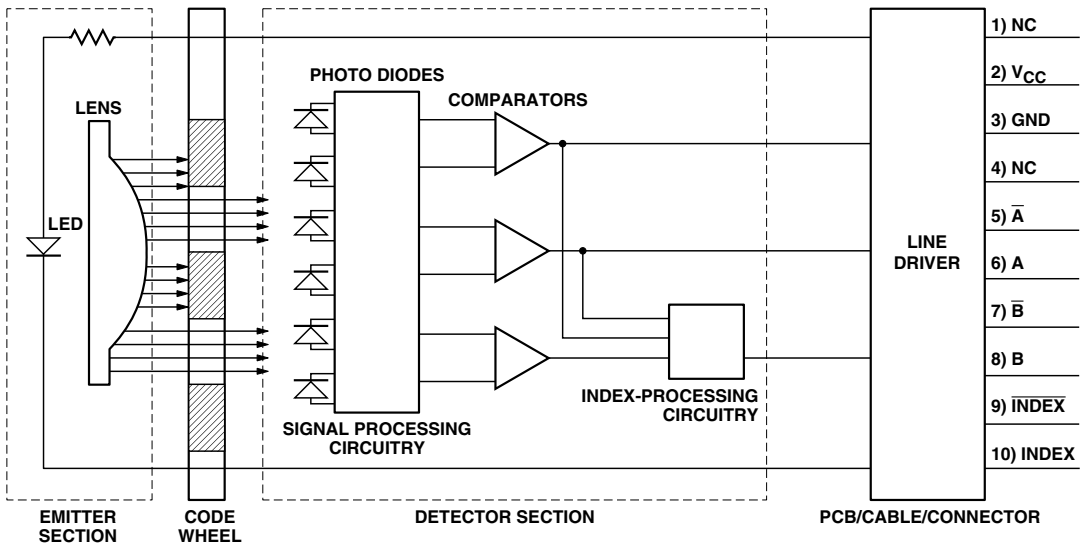 LENS
LED
PHOTO DIODES
COMPARATORS
SIGNAL PROCESSING
CIRCUITRY
INDEX-PROCESSING
CIRCUITRY
LINE
DRIVER
1) NC
2) VCC
3) GND
4) NC
5) A̅
6) A
7) B̅
8) B
9) I̅N̅D̅E̅X̅
10) INDEX
EMITTER
SECTION
CODE
WHEEL
DETECTOR SECTION
PCB/CABLE/CONNECTOR